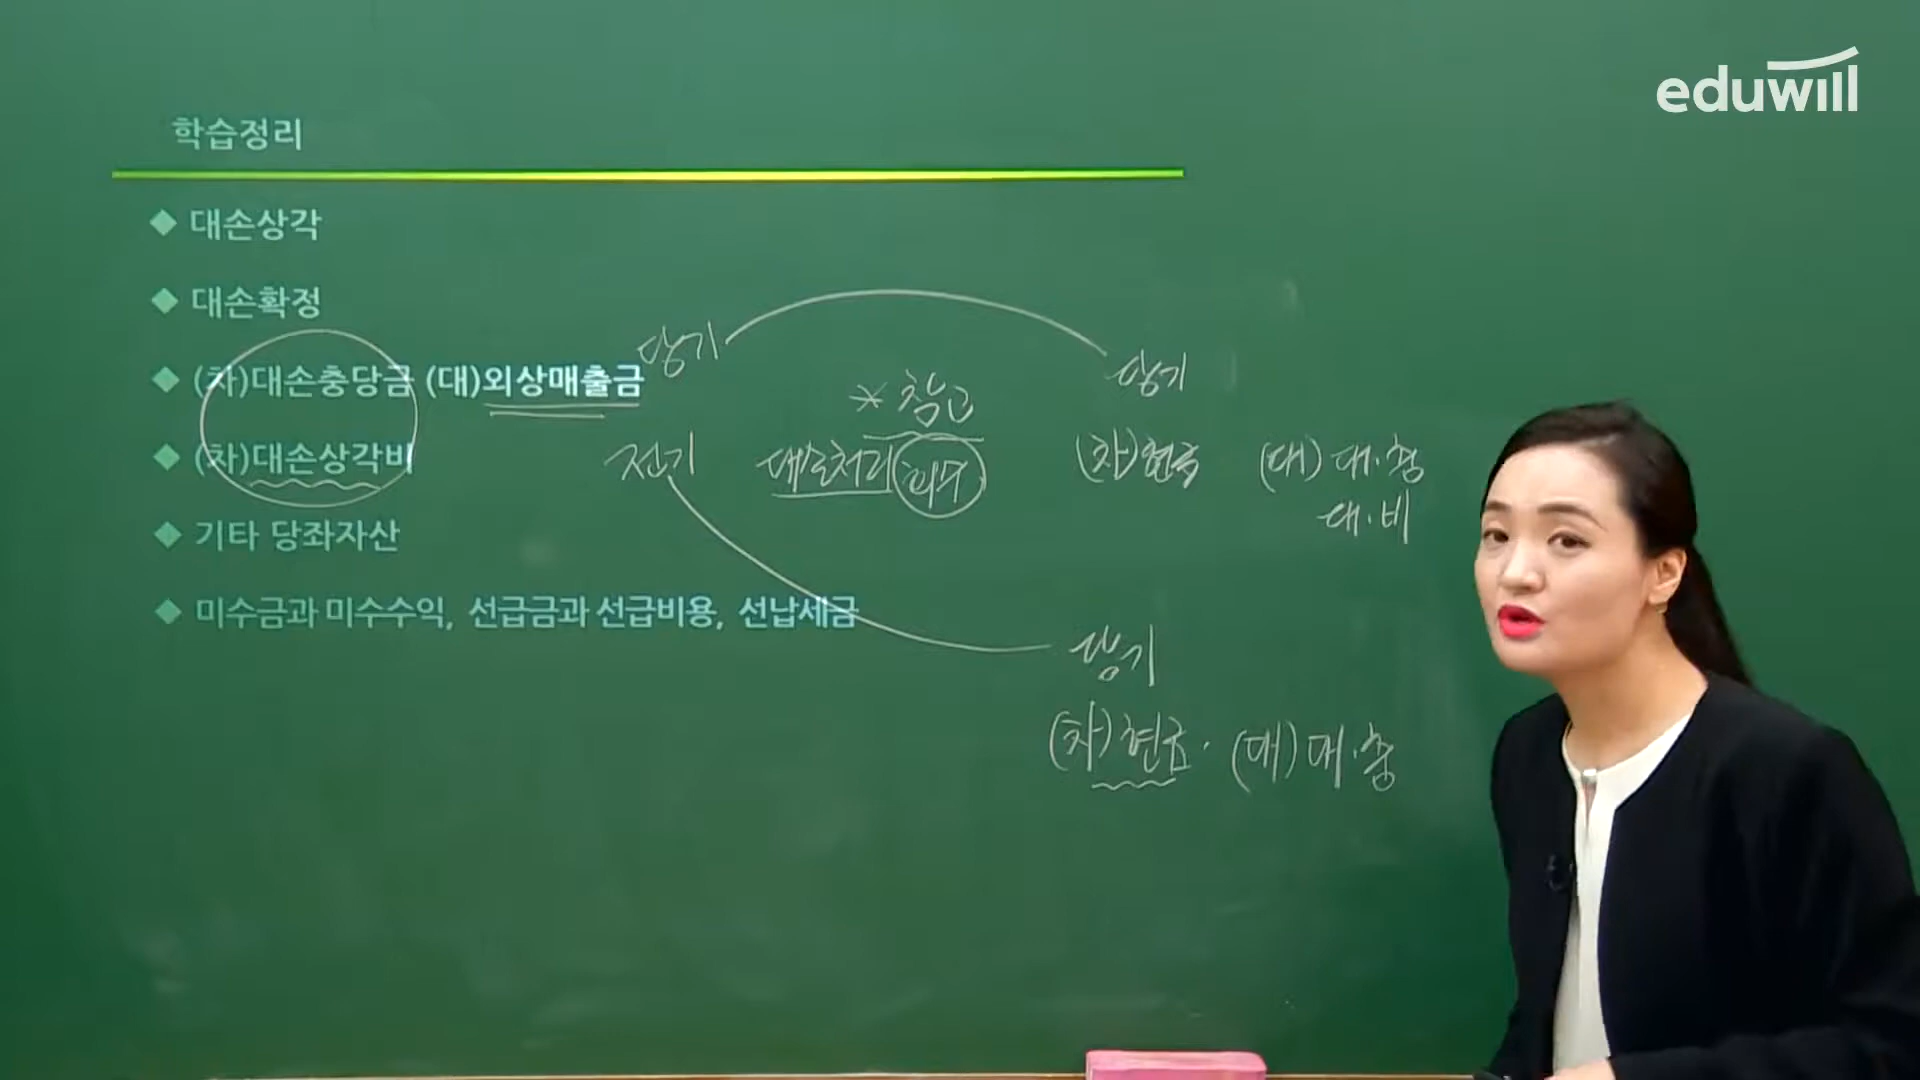 eduwill
학습정리
◆ 대손상각
◆ 대손확정
◆ (차)대손충당금 (대)외상매출금
◆ (차)대손상각비
◆ 기타 당좌자산
◆ 미수금과 미수수익, 선급금과 선급비용, 선납세금
당기
당기
※ 참고
전기
대손처리 회수
(차)현금 (대) 대.충
대.비
당기
(차)현금. (대) 대.충